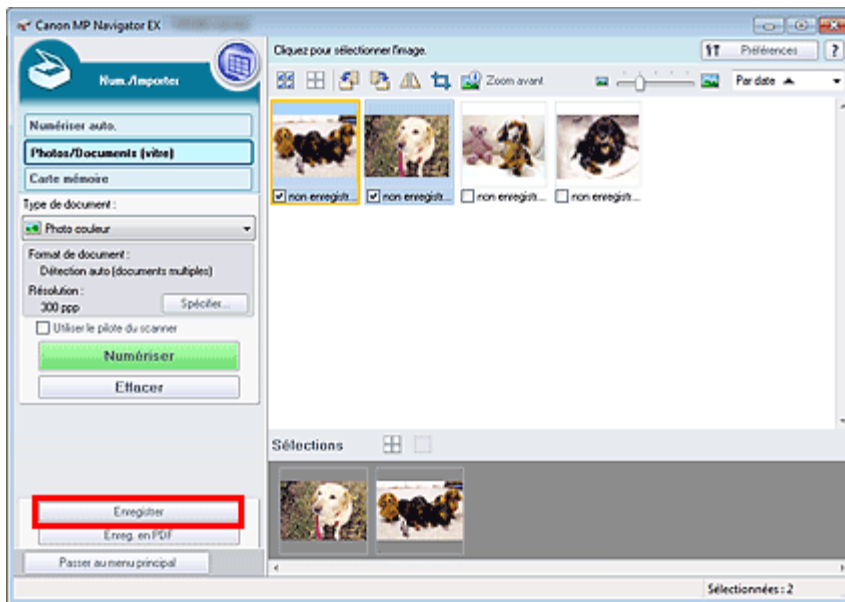 Canon MP Navigator EX
Cliquez pour sélectionner l'image.
Préférences
?
Num./Importer
Zoom avant
Par date
Numériser auto.
Photos/Documents (vitre)
Carte mémoire
non enregistr...
non enregistr...
non enregistr...
non enregistr...
Type de document :
Photo couleur
Format de document :
Détection auto (documents multiples)
Résolution :
300 ppp
Spécifier...
Utiliser le pilote du scanner
Numériser
Effacer
Sélections
Enregistrer
Enreg. en PDF
Passer au menu principal
Sélectionnées : 2